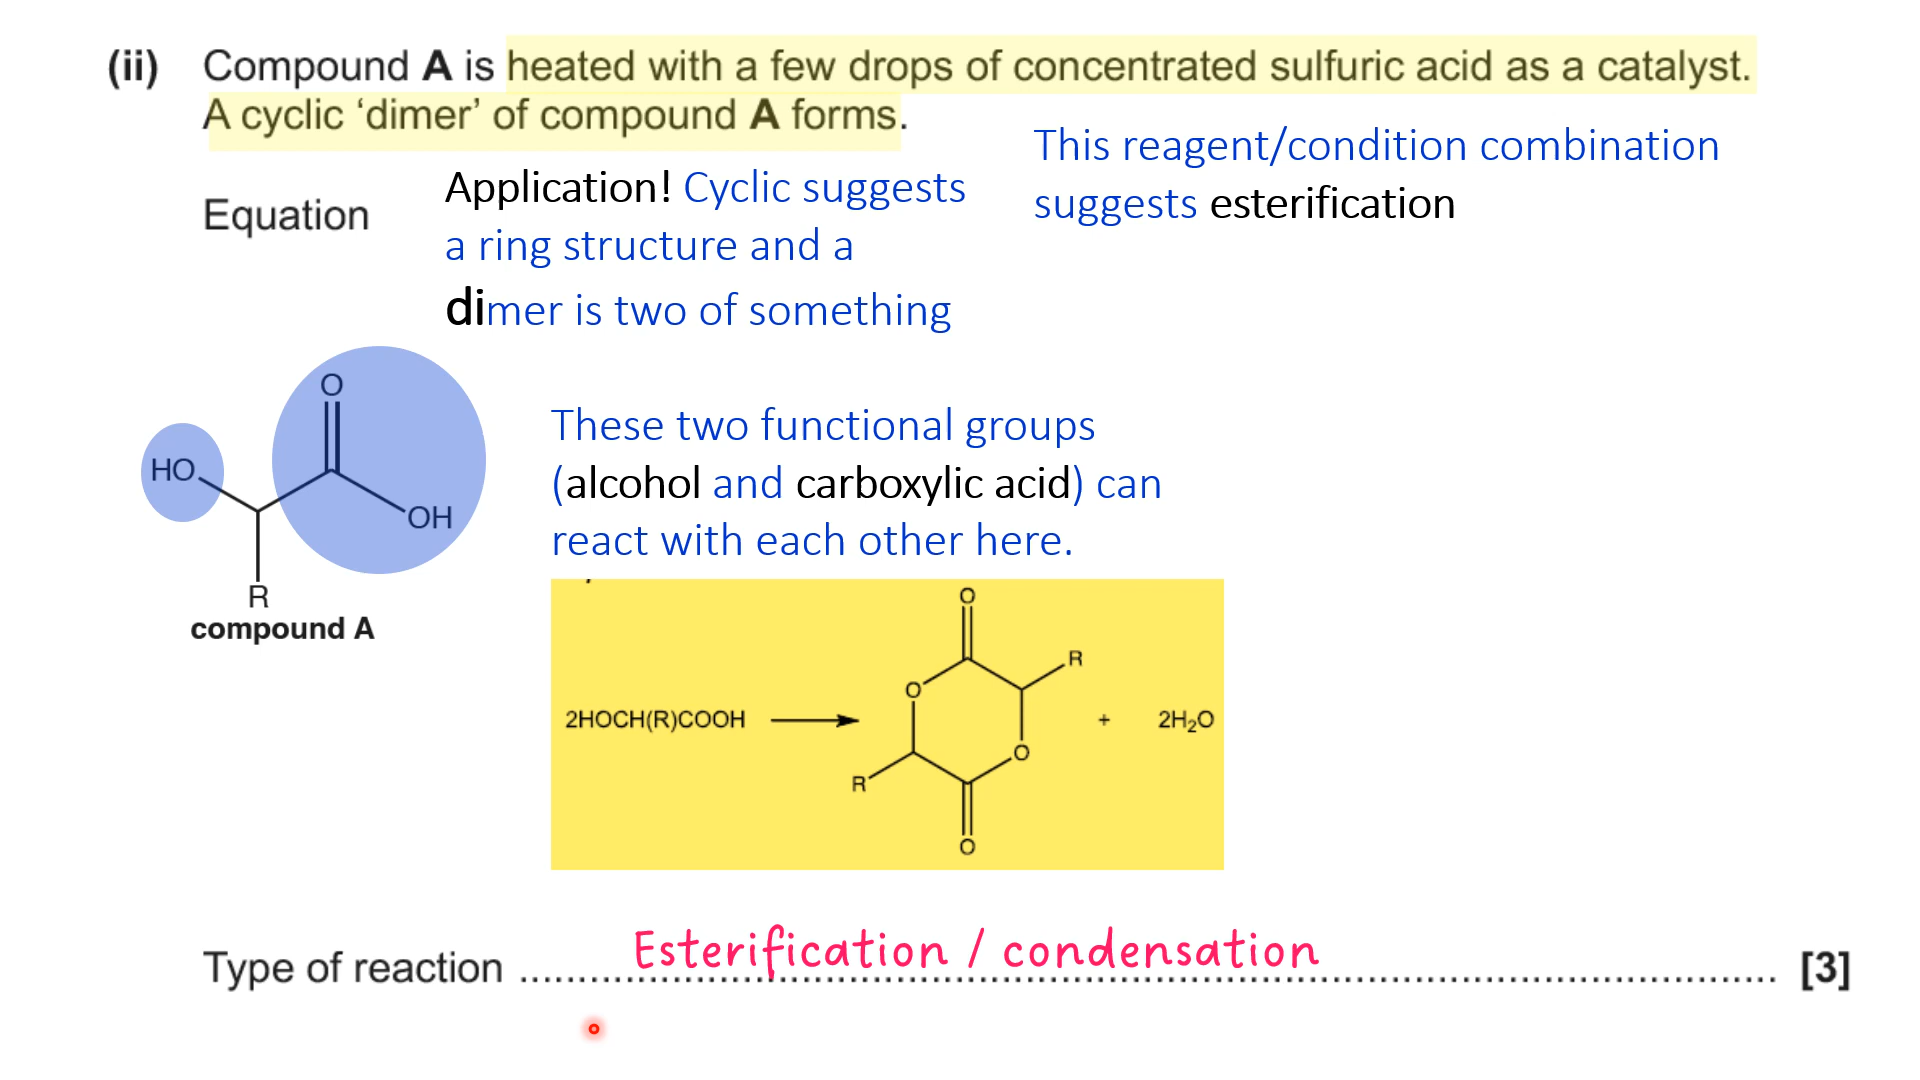 (ii) Compound A is heated with a few drops of concentrated sulfuric acid as a catalyst.
A cyclic ‘dimer’ of compound A forms.
This reagent/condition combination
suggests esterification
Equation
Application! Cyclic suggests
a ring structure and a
dimer is two of something
O
HO
OH
R
compound A
These two functional groups
(alcohol and carboxylic acid) can
react with each other here.
O
R
O
2HOCH(R)COOH
+ 2H₂O
O
R
O
Esterification / condensation
Type of reaction .......................................................................................... [3]